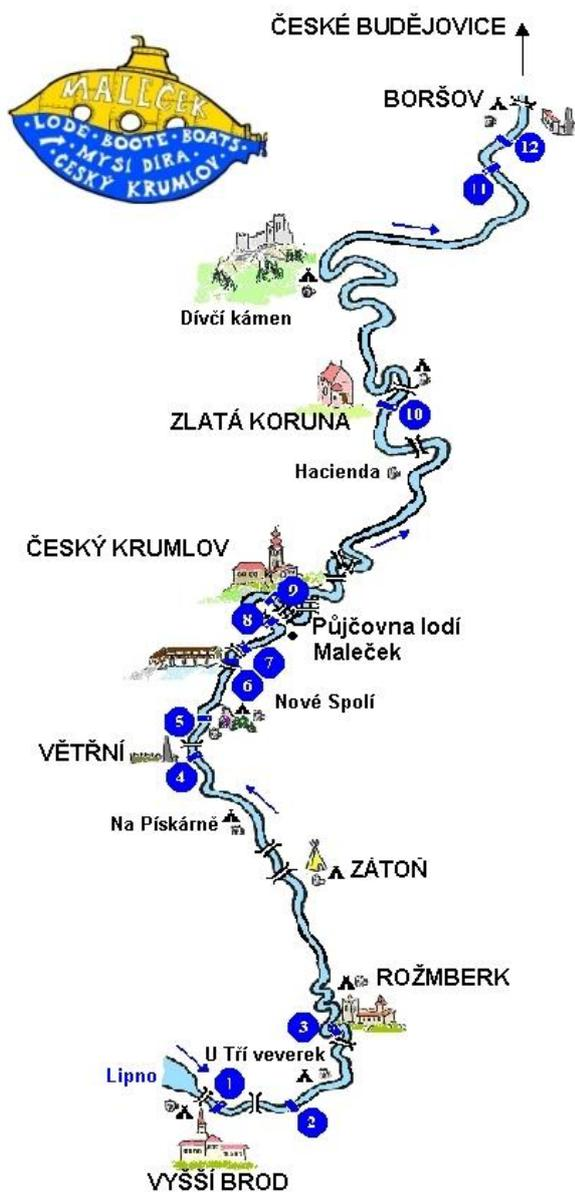 ČESKÉ BUDĚJOVICE
MALEČEK
LODĚ · BOOTE · BOATS
MYŠÍ DÍRA
ČESKÝ KRUMLOV
BORŠOV
12
11
Dívčí kámen
ZLATÁ KORUNA
10
Hacienda
ČESKÝ KRUMLOV
9
8
Půjčovna lodí
Maleček
7
6
Nové Spolí
5
VĚTŘNÍ
4
Na Pískárně
ZÁTOŇ
ROŽMBERK
3
U Tří veverek
Lipno
1
2
VYŠŠÍ BROD